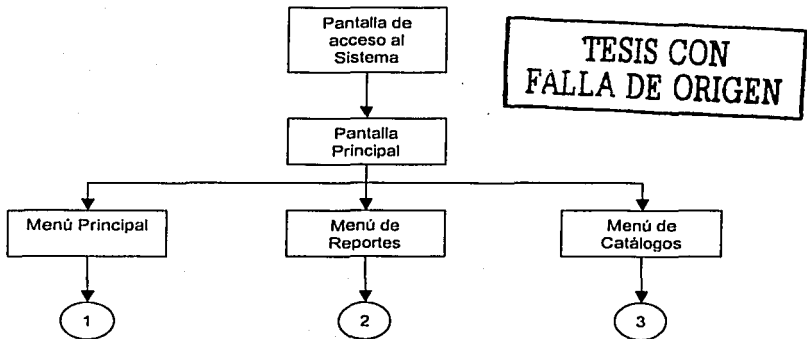 Pantalla de
acceso al
Sistema
TESIS CON
FALLA DE ORIGEN
Pantalla
Principal
Menú Principal
Menú de
Reportes
Menú de
Catálogos
1
2
3